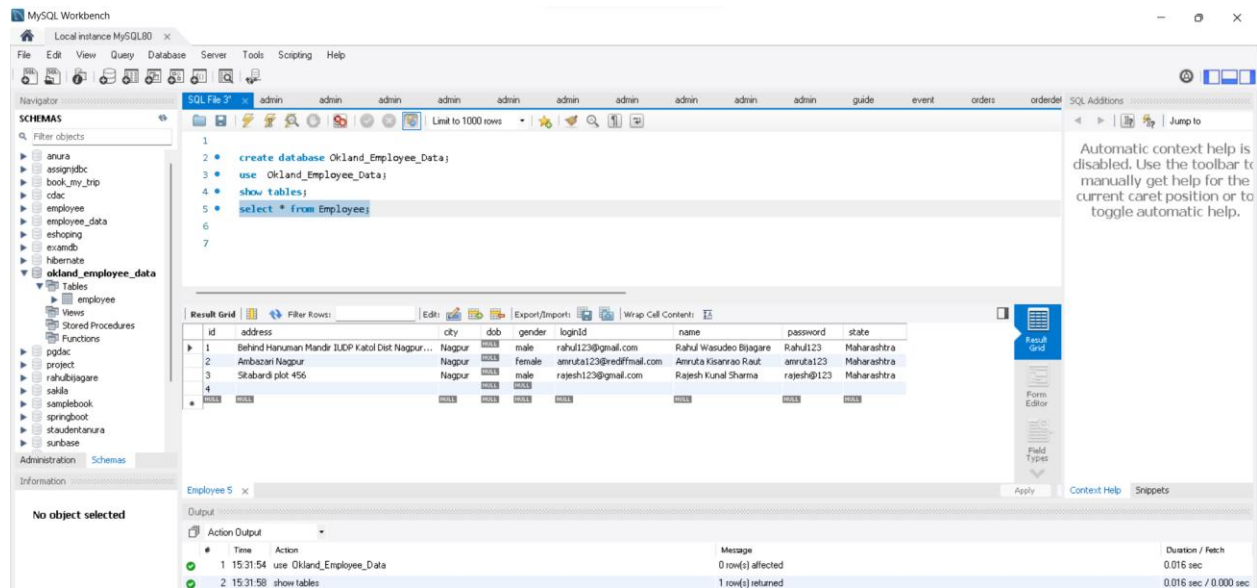 MySQL Workbench
Local instance MySQL80 ×
File Edit View Query Database Server Tools Scripting Help
Navigator
SCHEMAS
Filter objects
anura
assignjdbc
book_my_trip
cdac
employee
employee_data
eshoping
examdb
hibernate
okland_employee_data
Tables
employee
Views
Stored Procedures
Functions
pgdac
project
rahulbijagare
sakila
samplebook
springboot
staudentanura
sunbase
Administration Schemas
Information
No object selected
SQL File 3* × admin admin admin admin admin admin admin admin admin admin guide event orders orderdet
Limit to 1000 rows
1
2 create database Okland_Employee_Data;
3 use Okland_Employee_Data;
4 show tables;
5 select * from Employee;
6
7
Result Grid Filter Rows: Edit: Export/Import: Wrap Cell Content:
id address city dob gender loginId name password state
1 Behind Hanuman Mandir IUDP Katol Dist Nagpur... Nagpur NULL male rahul123@gmail.com Rahul Wasudeo Bijagare Rahul123 Maharashtra
2 Ambazari Nagpur Nagpur NULL female amruta123@rediffmail.com Amruta Kisanrao Raut amruta123 Maharashtra
3 Sitabardi plot 456 Nagpur NULL male rajesh123@gmail.com Rajesh Kunal Sharma rajesh@123 Maharashtra
4 NULL NULL
NULL NULL NULL NULL NULL NULL NULL NULL NULL
Result Grid
Form Editor
Field Types
Employee 5 × Apply
Output
Action Output
# Time Action Message Duration / Fetch
1 15:31:54 use Okland_Employee_Data 0 row(s) affected 0.016 sec
2 15:31:58 show tables 1 row(s) returned 0.016 sec / 0.000 sec
SQL Additions
Jump to
Automatic context help is
disabled. Use the toolbar to
manually get help for the
current caret position or to
toggle automatic help.
Context Help Snippets